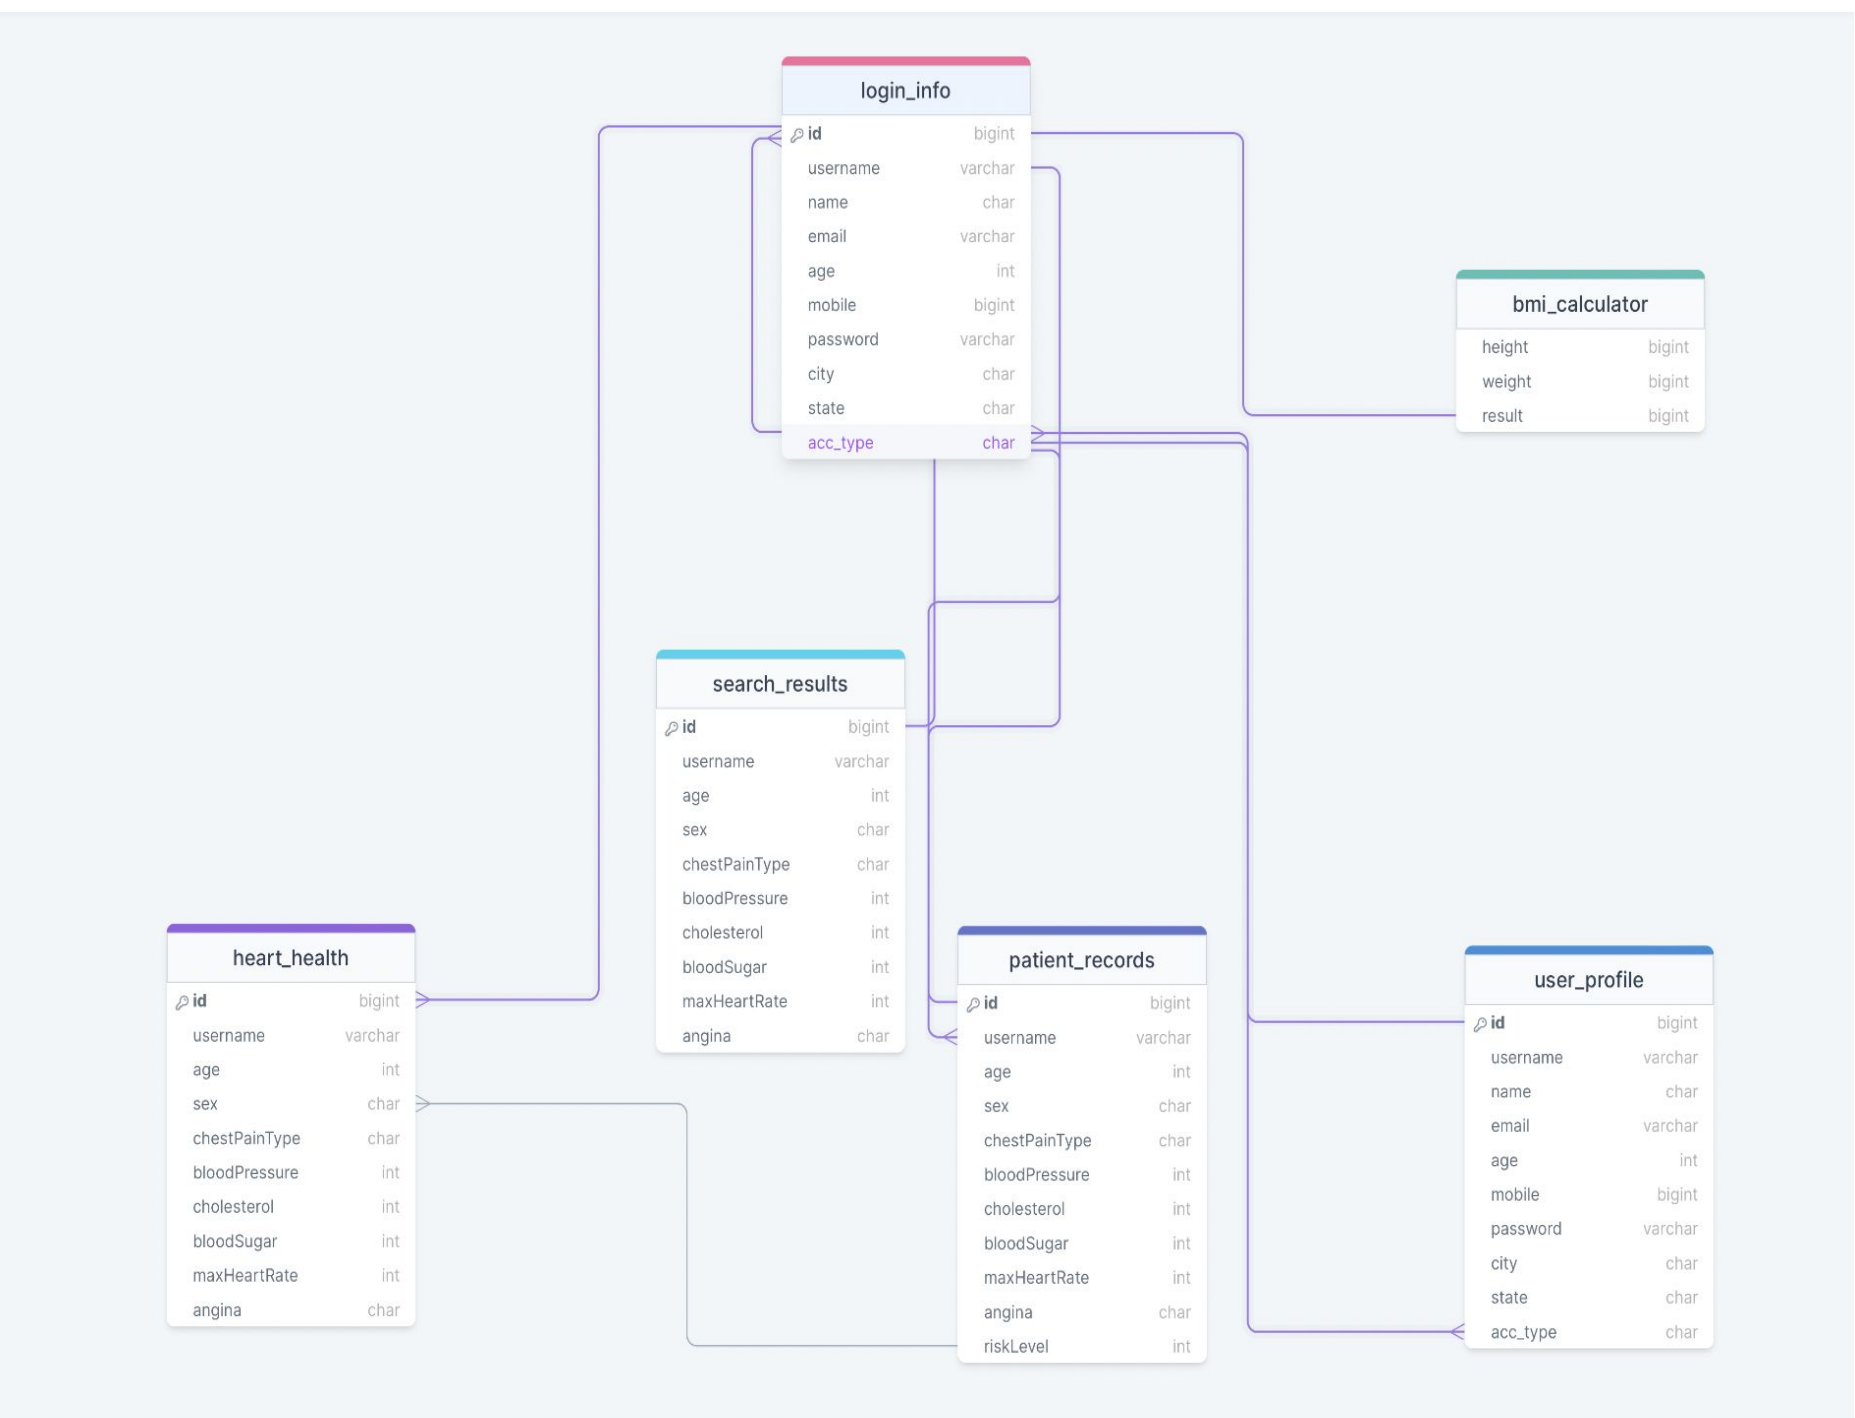 login_info
id bigint
username varchar
name char
email varchar
age int
mobile bigint
password varchar
city char
state char
acc_type char
bmi_calculator
height bigint
weight bigint
result bigint
search_results
id bigint
username varchar
age int
sex char
chestPainType char
bloodPressure int
cholesterol int
bloodSugar int
maxHeartRate int
angina char
heart_health
id bigint
username varchar
age int
sex char
chestPainType char
bloodPressure int
cholesterol int
bloodSugar int
maxHeartRate int
angina char
patient_records
id bigint
username varchar
age int
sex char
chestPainType char
bloodPressure int
cholesterol int
bloodSugar int
maxHeartRate int
angina char
riskLevel int
user_profile
id bigint
username varchar
name char
email varchar
age int
mobile bigint
password varchar
city char
state char
acc_type char